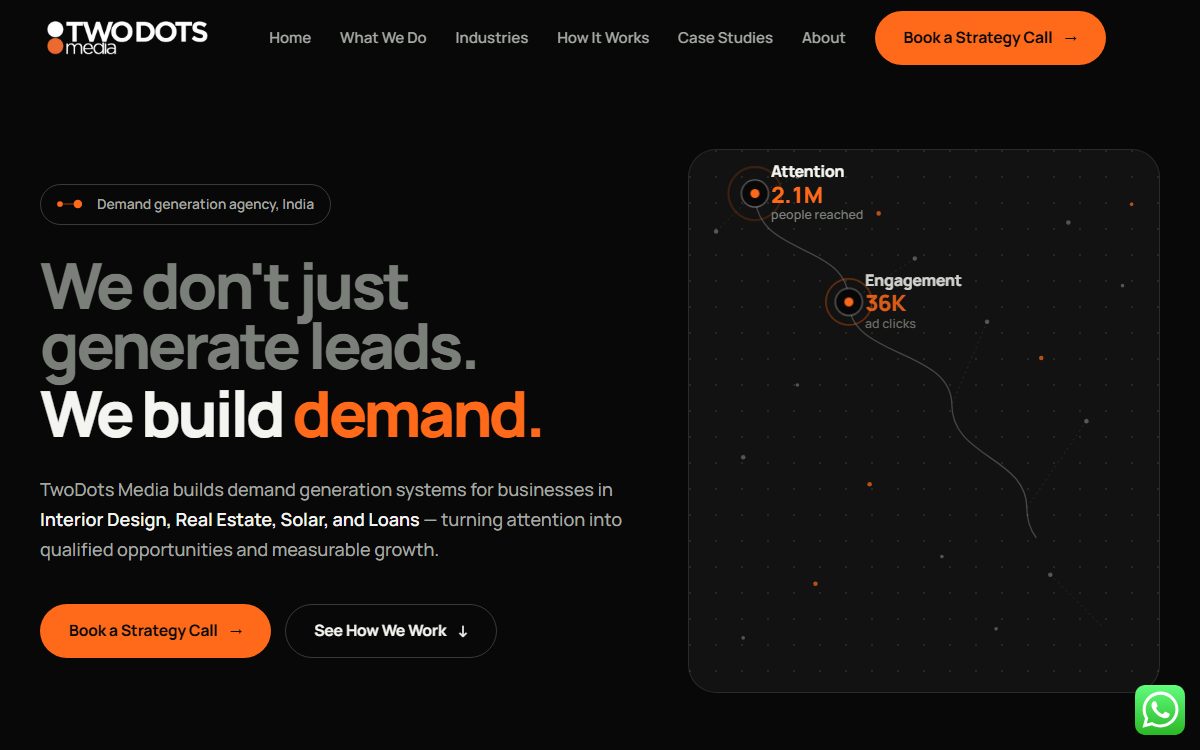 TWO DOTS
media
Home
What We Do
Industries
How It Works
Case Studies
About
Book a Strategy Call →
Demand generation agency, India
We don't just
generate leads.
We build demand.
TwoDots Media builds demand generation systems for businesses in
Interior Design, Real Estate, Solar, and Loans — turning attention into
qualified opportunities and measurable growth.
Book a Strategy Call →
See How We Work ↓
Attention
2.1M
people reached
Engagement
36K
ad clicks